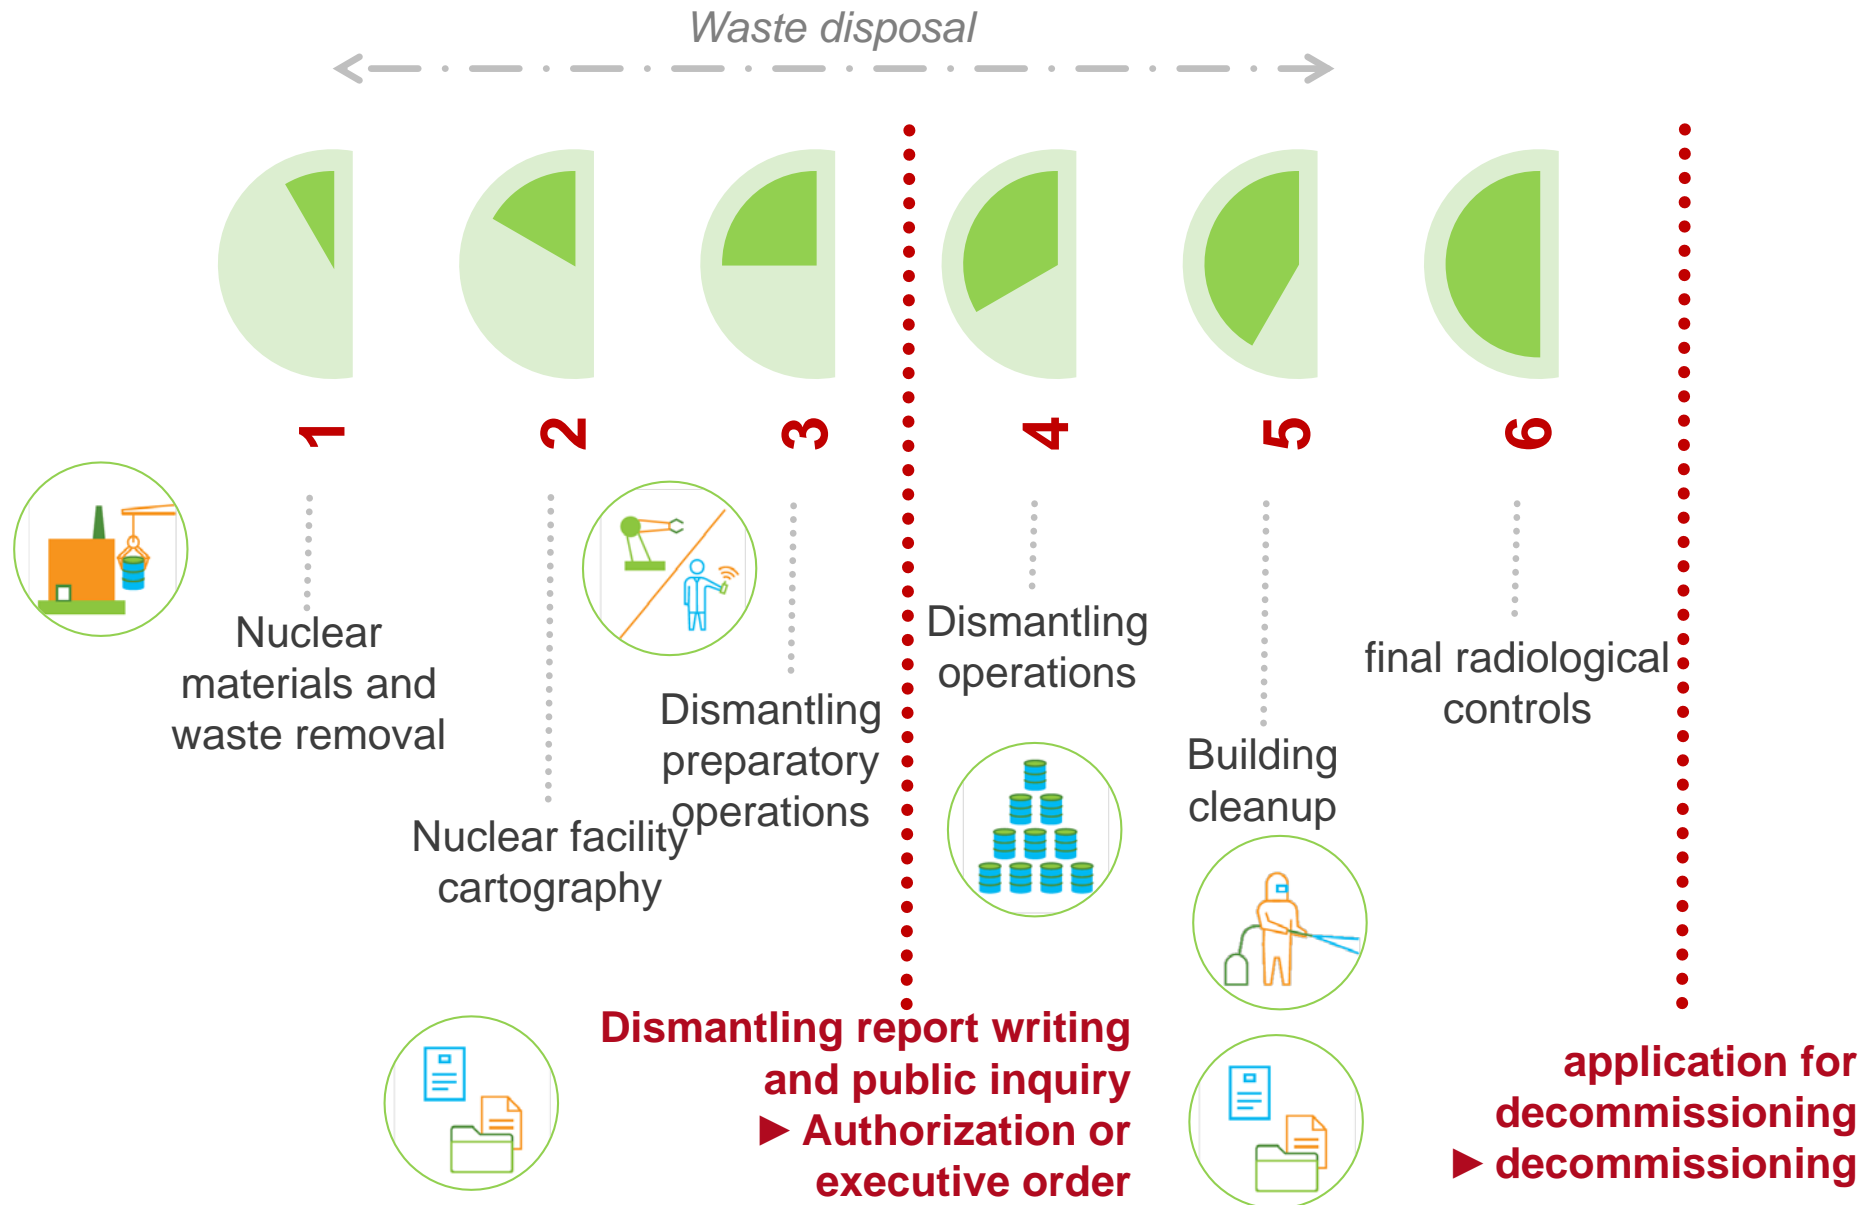 Waste disposal
1
2
3
4
5
6
Nuclear
materials and
waste removal
Nuclear facility
cartography
Dismantling
preparatory
operations
Dismantling
operations
Building
cleanup
final radiological
controls
Dismantling report writing
and public inquiry
► Authorization or
executive order
application for
decommissioning
► decommissioning